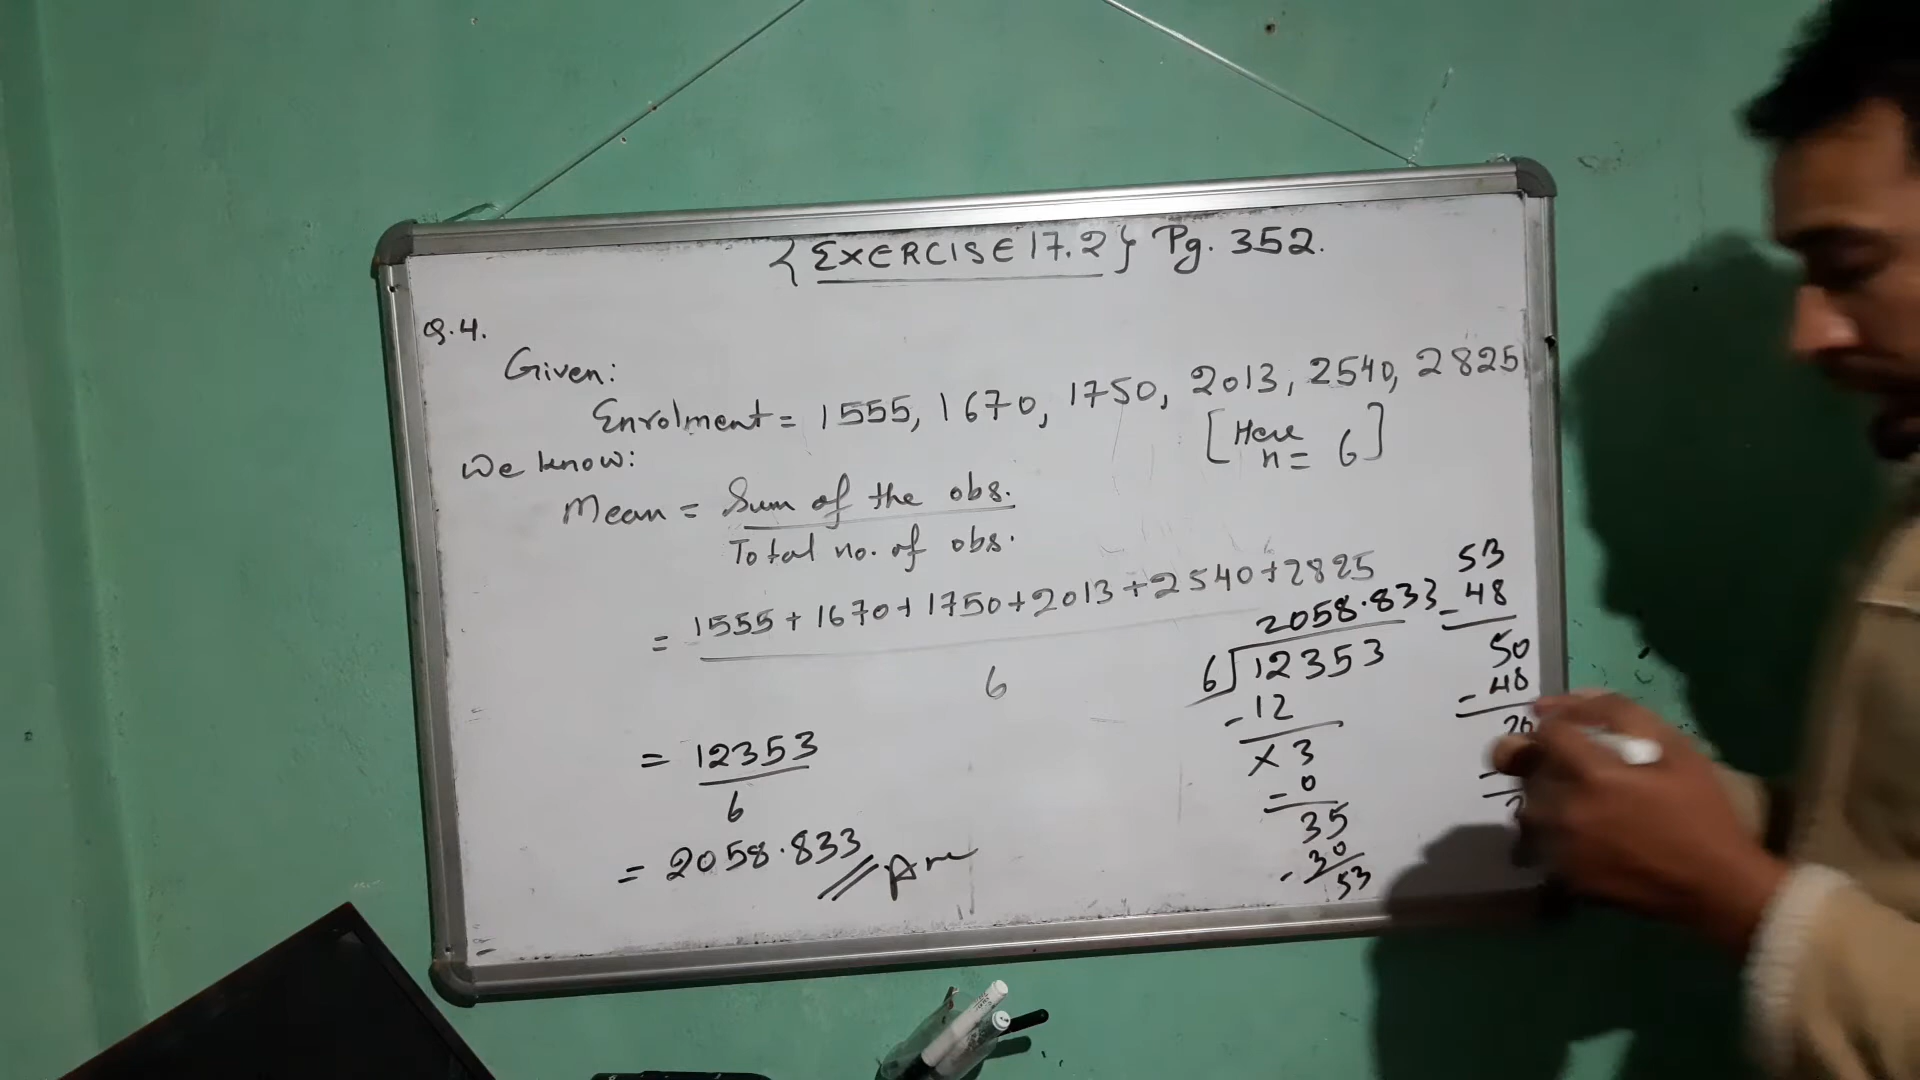 {EXERCISE 17.2} Pg. 352.
Q.4.
Given:
Enrolment = 1555, 1670, 1750, 2013, 2540, 2825
[Here n = 6]
We know:
Mean = Sum of the obs.
Total no. of obs.
= 1555 + 1670 + 1750 + 2013 + 2540 + 2825
6
= 12353
6
= 2058.833 // Ans
2058.833
6 12353
- 12
x 3
- 0
35
- 30
53
53
- 48
50
- 48
20